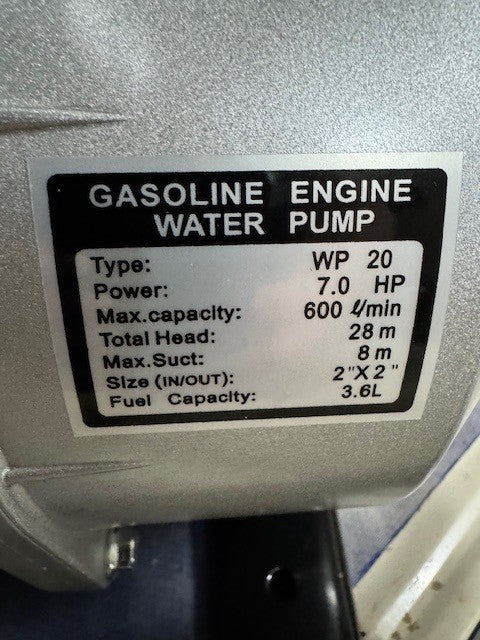 GASOLINE ENGINE
WATER PUMP
Type: WP 20
Power: 7.0 HP
Max.capacity: 600 ℓ/min
Total Head: 28 m
Max.Suct: 8 m
Size (IN/OUT): 2"X 2"
Fuel Capacity: 3.6L